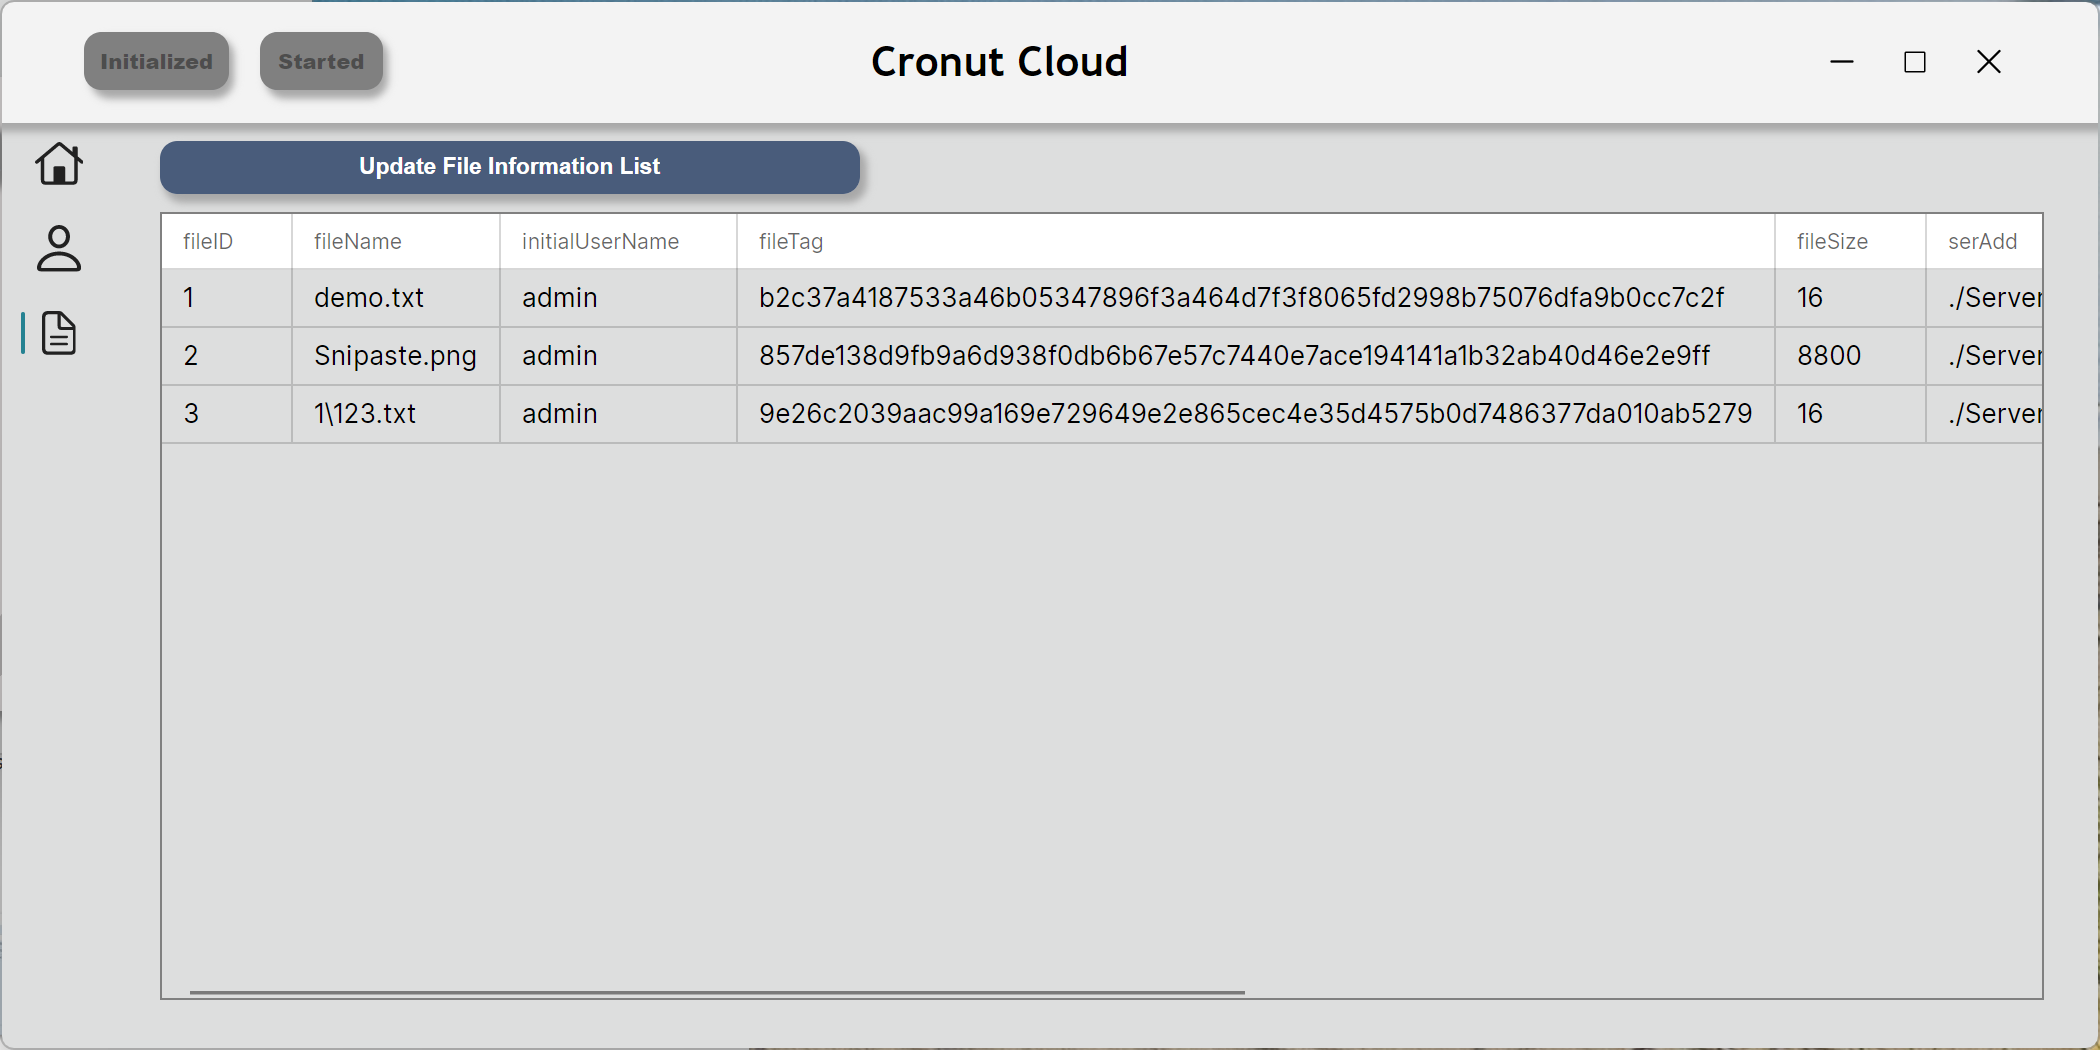 Initialized Started Cronut Cloud
Update File Information List
fileID fileName initialUserName fileTag fileSize serAdd
1 demo.txt admin b2c37a4187533a46b05347896f3a464d7f3f8065fd2998b75076dfa9b0cc7c2f 16 ./Server
2 Snipaste.png admin 857de138d9fb9a6d938f0db6b67e57c7440e7ace194141a1b32ab40d46e2e9ff 8800 ./Server
3 1\123.txt admin 9e26c2039aac99a169e729649e2e865cec4e35d4575b0d7486377da010ab5279 16 ./Server